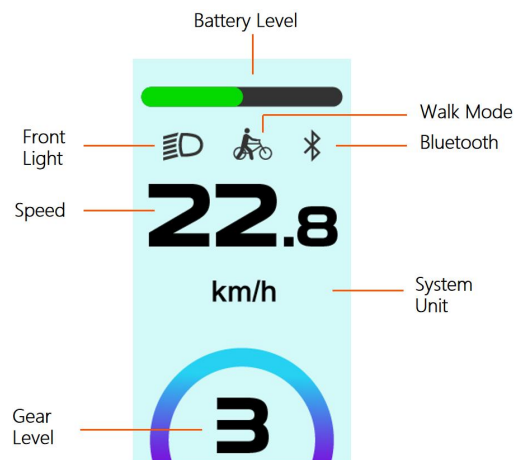 Battery Level
Walk Mode
Front
Light
Bluetooth
Speed
22.8
km/h
System
Unit
Gear
Level
3